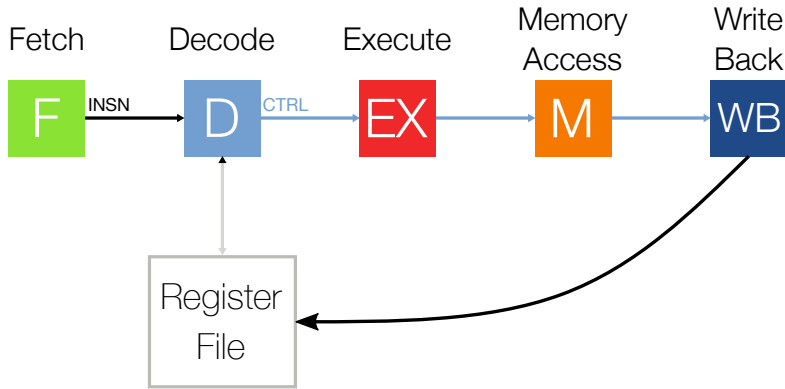 Fetch
Decode
Execute
Memory
Access
Write
Back
F
INSN
D
CTRL
EX
M
WB
Register
File